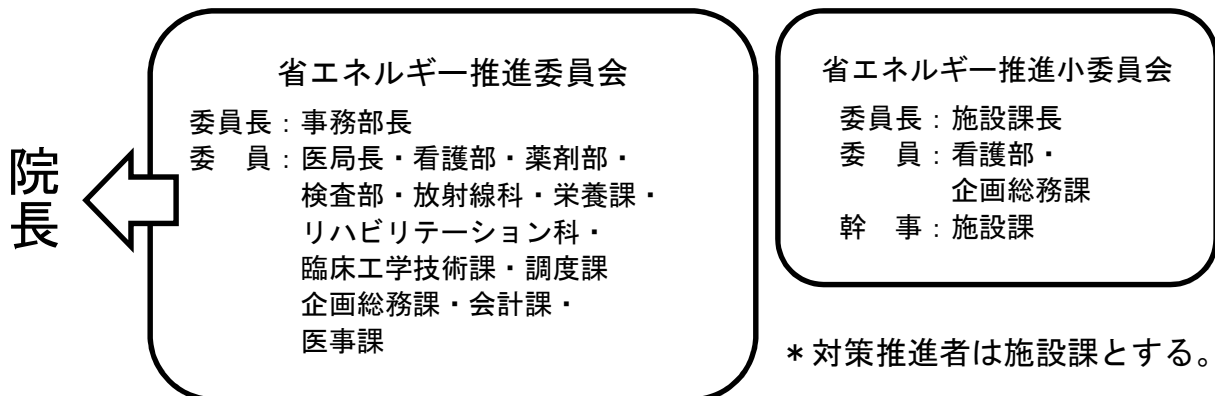 院長
省エネルギー推進委員会
委員長：事務部長
委　員：医局長・看護部・薬剤部・
検査部・放射線科・栄養課・
リハビリテーション科・
臨床工学技術課・調度課
企画総務課・会計課・
医事課
省エネルギー推進小委員会
委員長：施設課長
委　員：看護部・
企画総務課
幹　事：施設課
＊対策推進者は施設課とする。